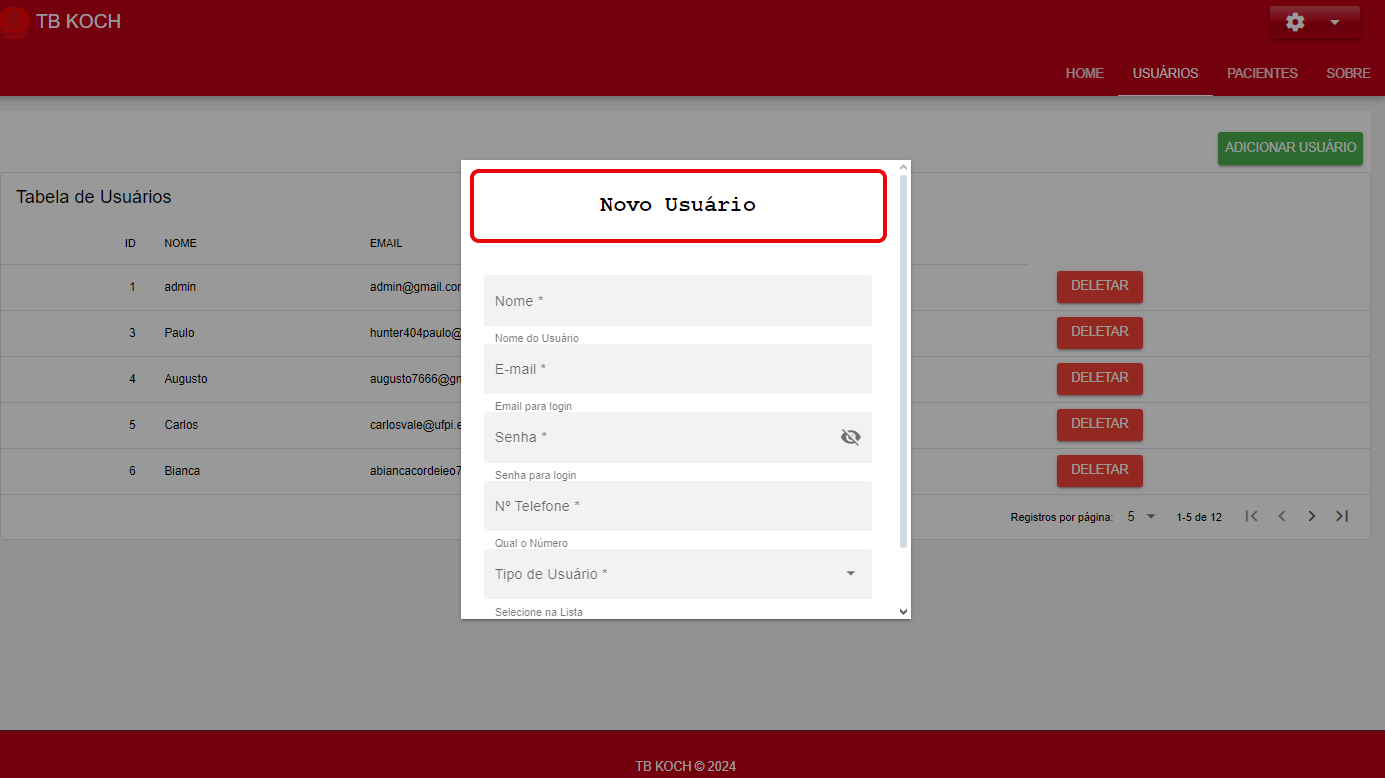 TB KOCH
HOME USUÁRIOS PACIENTES SOBRE
ADICIONAR USUÁRIO
Tabela de Usuários
ID NOME EMAIL
1 admin admin@gmail.co
DELETAR
3 Paulo hunter404paulo@
DELETAR
4 Augusto augusto7666@g
DELETAR
5 Carlos carlosvale@ufpi.e
DELETAR
6 Bianca abiancacordeieo7
DELETAR
Registros por página: 5 1-5 de 12
Novo Usuário
Nome *
Nome do Usuário
E-mail *
Email para login
Senha *
Senha para login
Nº Telefone *
Qual o Número
Tipo de Usuário *
Selecione na Lista
TB KOCH © 2024